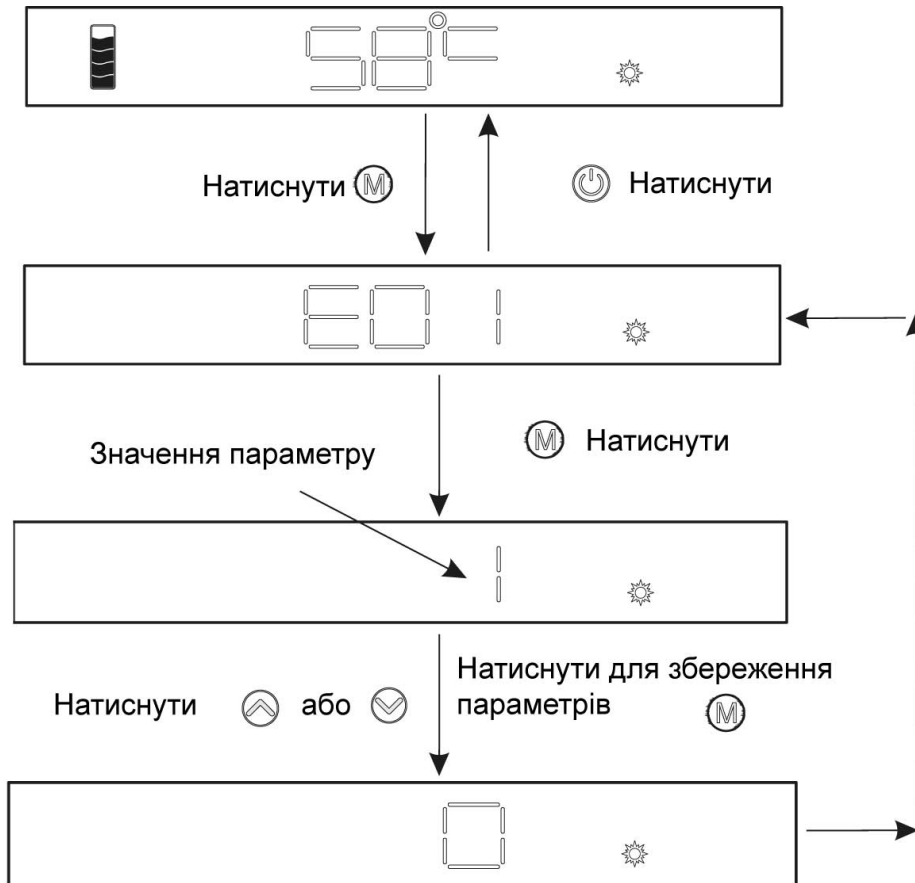 58°C
Натиснути M
Натиснути
E01
M Натиснути
Значення параметру
1
Натиснути або
Натиснути для збереження
параметрів M
0